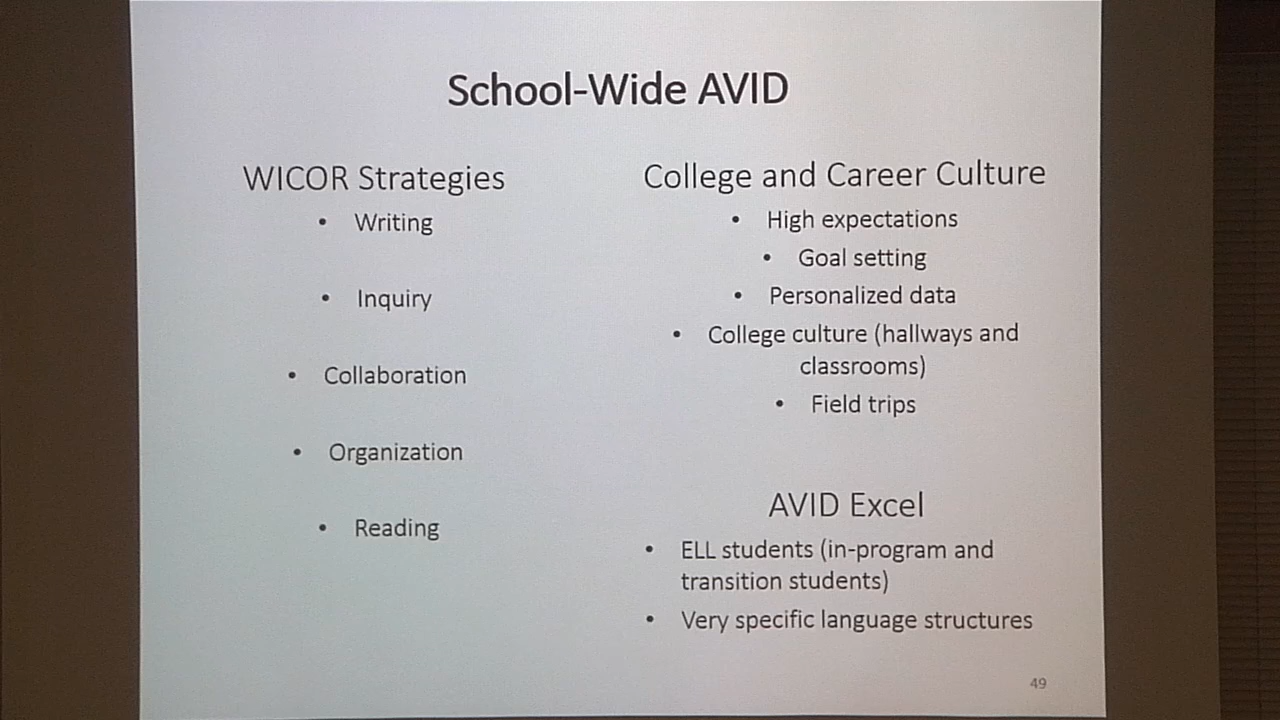 School-Wide AVID
WICOR Strategies
• Writing
• Inquiry
• Collaboration
• Organization
• Reading
College and Career Culture
• High expectations
• Goal setting
• Personalized data
• College culture (hallways and
classrooms)
• Field trips
AVID Excel
• ELL students (in-program and
transition students)
• Very specific language structures
49